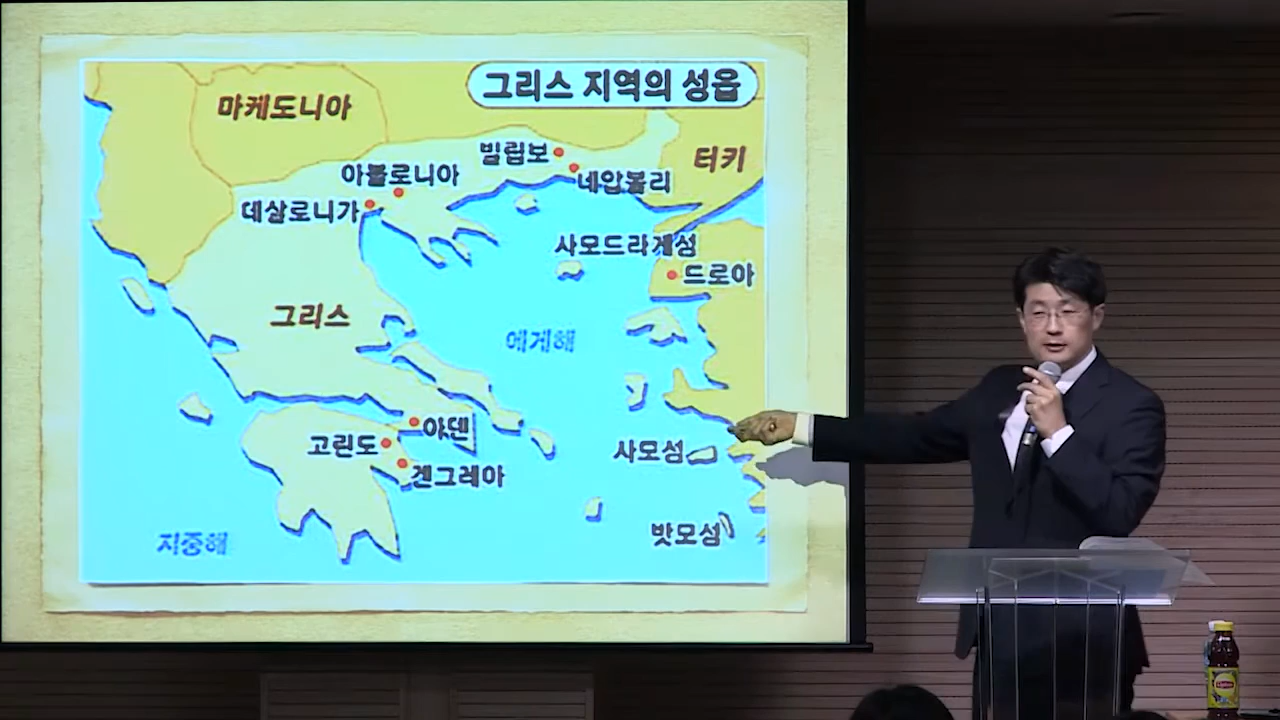 그리스 지역의 성읍
마케도니아
빌립보
터키
아볼로니아
네압볼리
데살로니가
사모드라게섬
드로아
그리스
에게해
아덴
고린도
사모섬
겐그레아
밧모섬
지중해
Lipton